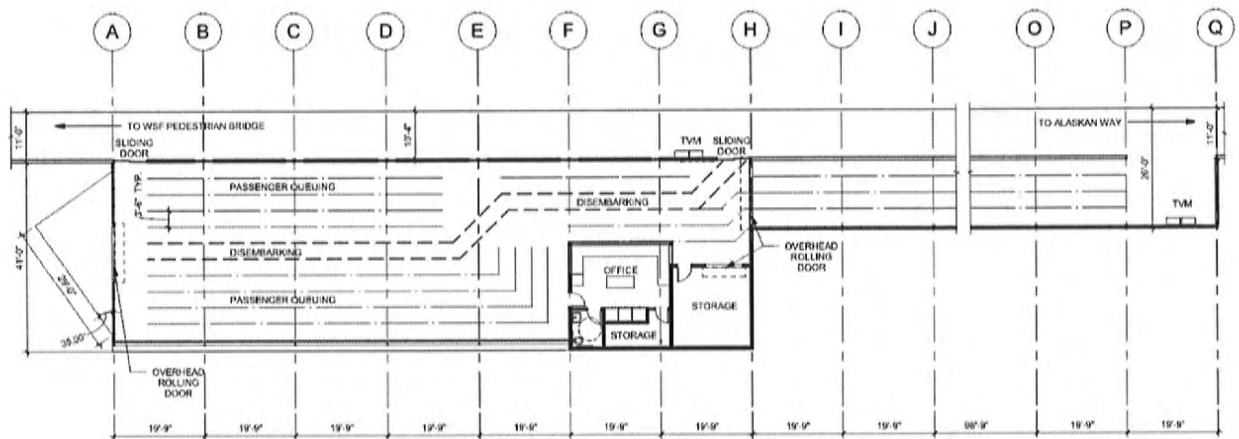 A B C D E F G H I J O P Q
TO WSF PEDESTRIAN BRIDGE
TO ALASKAN WAY
11'-0"
10'-4"
11'-0"
SLIDING
DOOR
TVM
SLIDING
DOOR
26'-0"
3'-6" TYP.
PASSENGER QUEUING
DISEMBARKING
TVM
41'-0"
DISEMBARKING
OVERHEAD
ROLLING
DOOR
OFFICE
PASSENGER QUEUING
STORAGE
STORAGE
35.00°
OVERHEAD
ROLLING
DOOR
19'-9" 19'-9" 19'-9" 19'-9" 19'-9" 19'-9" 19'-9" 19'-9" 19'-9" 19'-9" 19'-9"